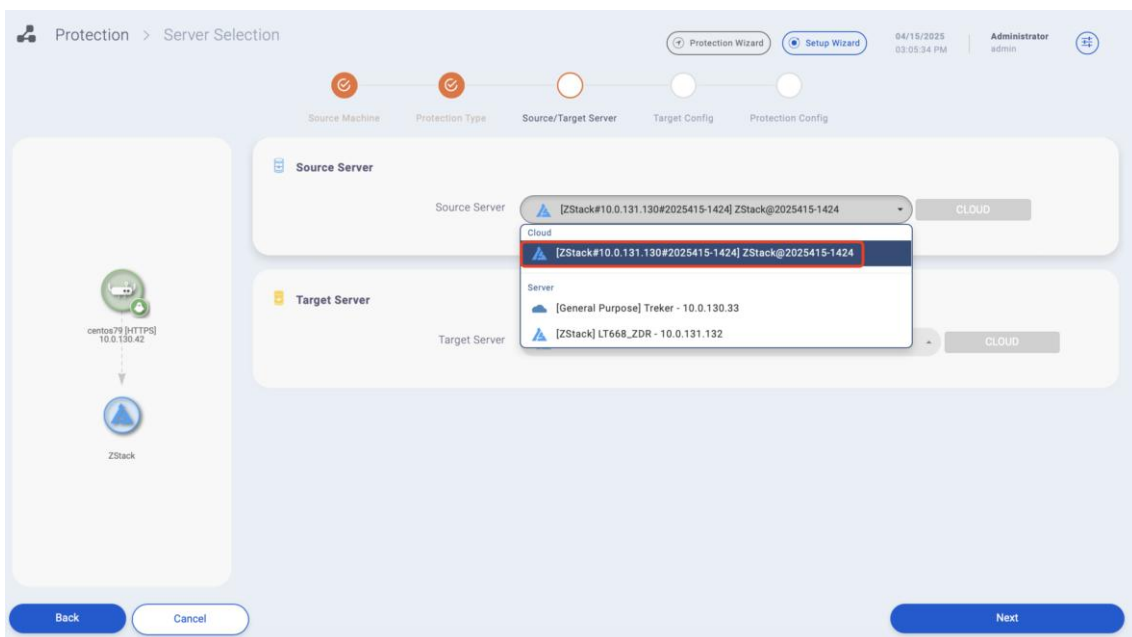 Protection > Server Selection
Protection Wizard
Setup Wizard
04/15/2025
03:05:34 PM
Administrator
admin
Source Machine
Protection Type
Source/Target Server
Target Config
Protection Config
Source Server
Source Server
[ZStack#10.0.131.130#2025415-1424] ZStack@2025415-1424
CLOUD
Cloud
[ZStack#10.0.131.130#2025415-1424] ZStack@2025415-1424
Server
[General Purpose] Treker - 10.0.130.33
[ZStack] LT668_ZDR - 10.0.131.132
Target Server
Target Server
CLOUD
centos79 [HTTPS]
10.0.130.42
ZStack
Back
Cancel
Next